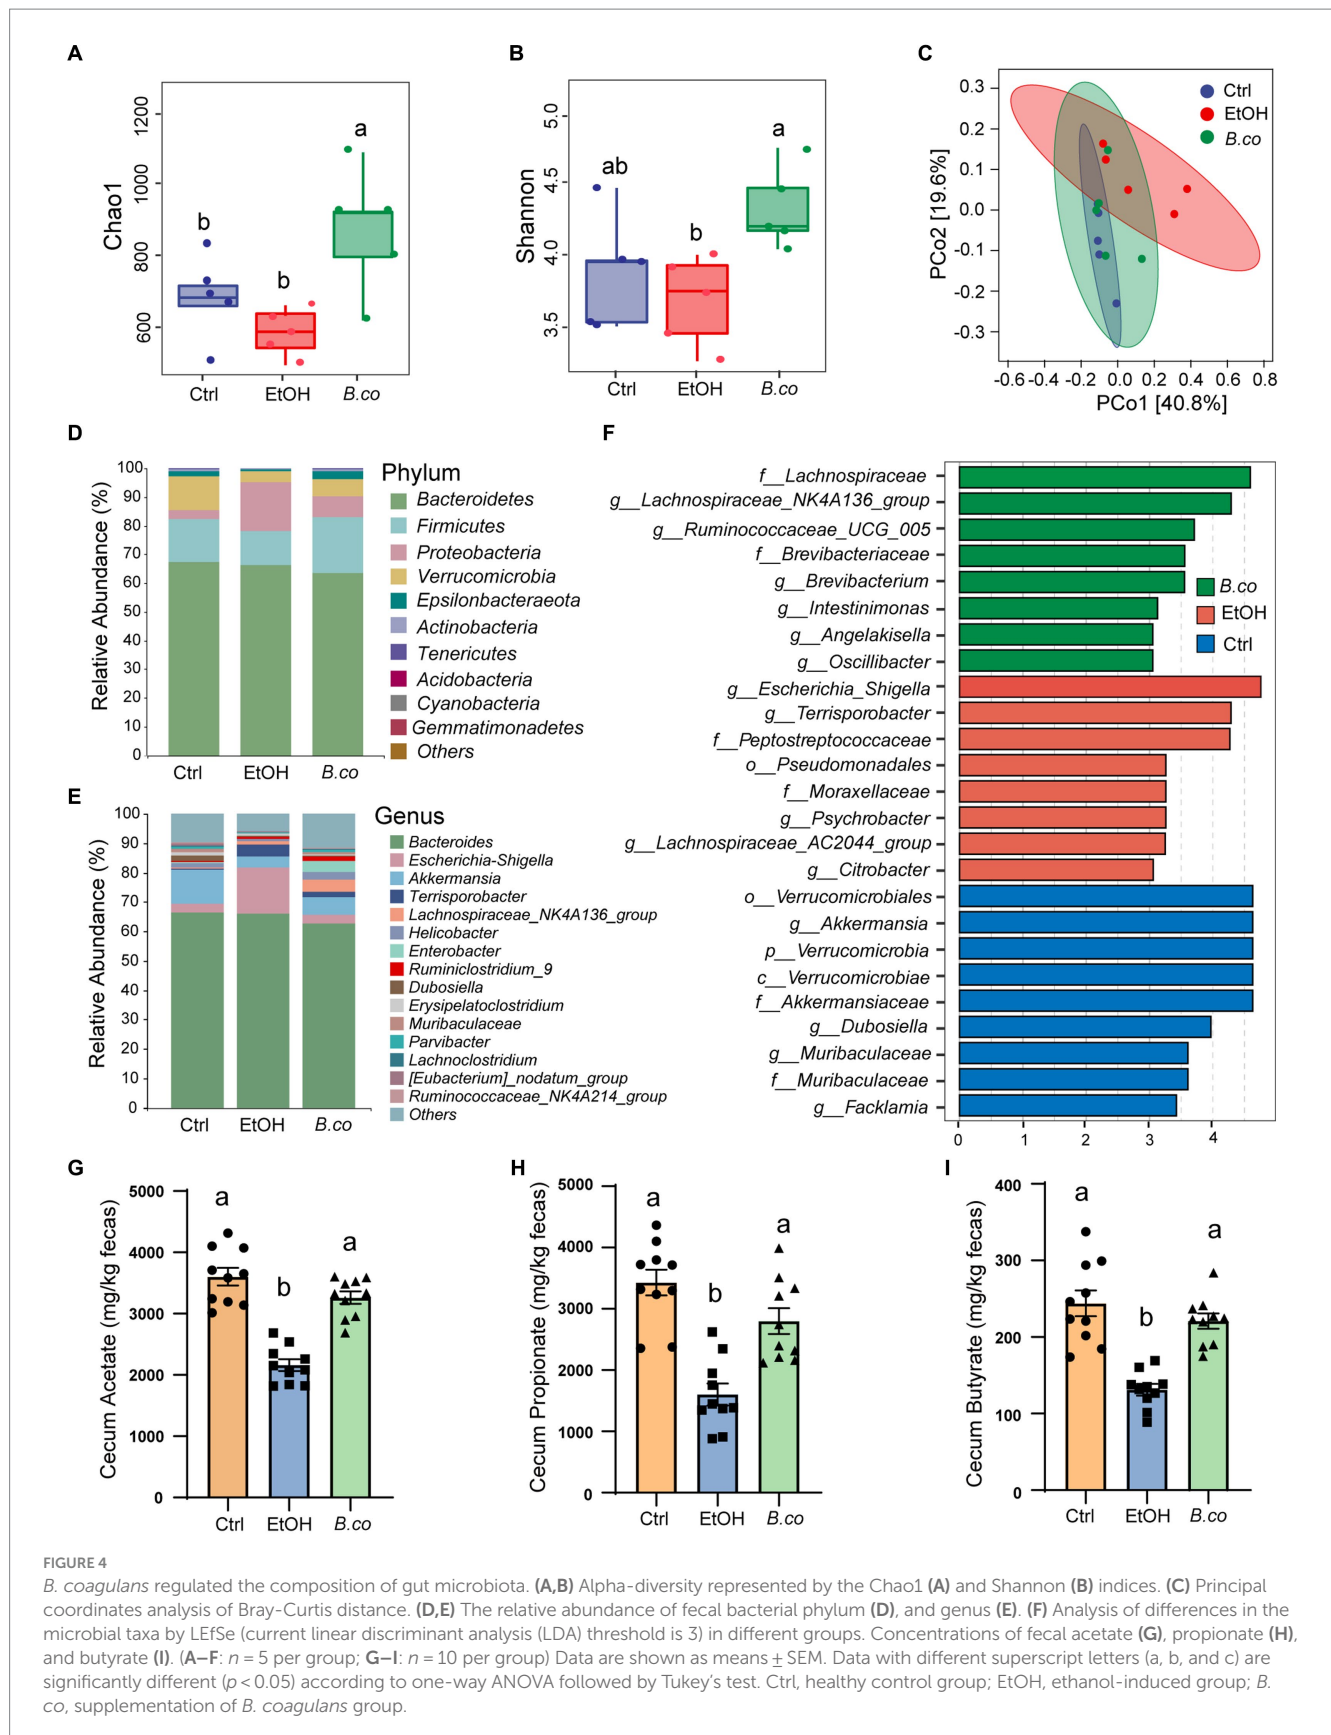 A
Chao1
1200
1000
800
600
b
b
a
Ctrl
EtOH
B.co
B
Shannon
5.0
4.5
4.0
3.5
ab
b
a
Ctrl
EtOH
B.co
C
PCo2 [19.6%]
0.3
0.2
0.1
0.0
-0.1
-0.2
-0.3
Ctrl
EtOH
B.co
-0.6 -0.4 -0.2 0.0 0.2 0.4 0.6 0.8
PCo1 [40.8%]
D
Relative Abundance (%)
100
90
80
70
60
50
40
30
20
10
0
Ctrl
EtOH
B.co
Phylum
Bacteroidetes
Firmicutes
Proteobacteria
Verrucomicrobia
Epsilonbacteraeota
Actinobacteria
Tenericutes
Acidobacteria
Cyanobacteria
Gemmatimonadetes
Others
E
Relative Abundance (%)
100
90
80
70
60
50
40
30
20
10
0
Ctrl
EtOH
B.co
Genus
Bacteroides
Escherichia-Shigella
Akkermansia
Terrisporobacter
Lachnospiraceae_NK4A136_group
Helicobacter
Enterobacter
Ruminiclostridium_9
Dubosiella
Erysipelatoclostridium
Muribaculaceae
Parvibacter
Lachnoclostridium
[Eubacterium]_nodatum_group
Ruminococcaceae_NK4A214_group
Others
F
f__Lachnospiraceae
g__Lachnospiraceae_NK4A136_group
g__Ruminococcaceae_UCG_005
f__Brevibacteriaceae
g__Brevibacterium
g__Intestinimonas
g__Angelakisella
g__Oscillibacter
g__Escherichia_Shigella
g__Terrisporobacter
f__Peptostreptococcaceae
o__Pseudomonadales
f__Moraxellaceae
g__Psychrobacter
g__Lachnospiraceae_AC2044_group
g__Citrobacter
o__Verrucomicrobiales
g__Akkermansia
p__Verrucomicrobia
c__Verrucomicrobiae
f__Akkermansiaceae
g__Dubosiella
g__Muribaculaceae
f__Muribaculaceae
g__Facklamia
B.co
EtOH
Ctrl
0 1 2 3 4
G
Cecum Acetate (mg/kg fecas)
5000
4000
3000
2000
1000
0
a
b
a
Ctrl
EtOH
B.co
H
Cecum Propionate (mg/kg fecas)
5000
4000
3000
2000
1000
0
a
b
a
Ctrl
EtOH
B.co
I
Cecum Butyrate (mg/kg fecas)
400
300
200
100
0
a
b
a
Ctrl
EtOH
B.co
FIGURE 4
B. coagulans regulated the composition of gut microbiota. (A,B) Alpha-diversity represented by the Chao1 (A) and Shannon (B) indices. (C) Principal
coordinates analysis of Bray-Curtis distance. (D,E) The relative abundance of fecal bacterial phylum (D), and genus (E). (F) Analysis of differences in the
microbial taxa by LEfSe (current linear discriminant analysis (LDA) threshold is 3) in different groups. Concentrations of fecal acetate (G), propionate (H),
and butyrate (I). (A–F: n = 5 per group; G–I: n = 10 per group) Data are shown as means ± SEM. Data with different superscript letters (a, b, and c) are
significantly different (p < 0.05) according to one-way ANOVA followed by Tukey's test. Ctrl, healthy control group; EtOH, ethanol-induced group; B.
co, supplementation of B. coagulans group.